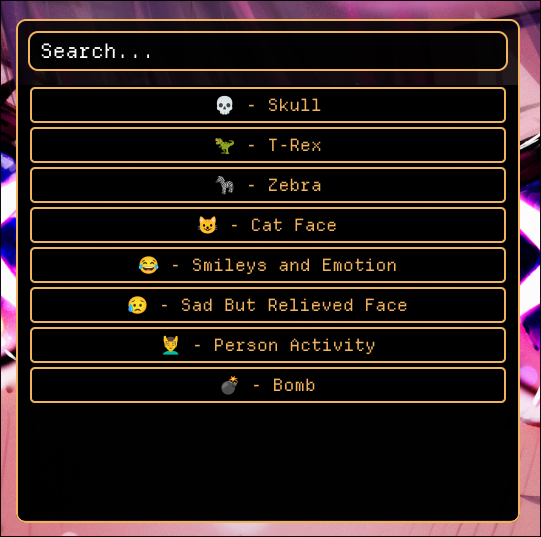 Search...
💀 - Skull
🦖 - T-Rex
🦓 - Zebra
😺 - Cat Face
😂 - Smileys and Emotion
😥 - Sad But Relieved Face
💆‍♂️ - Person Activity
💣 - Bomb